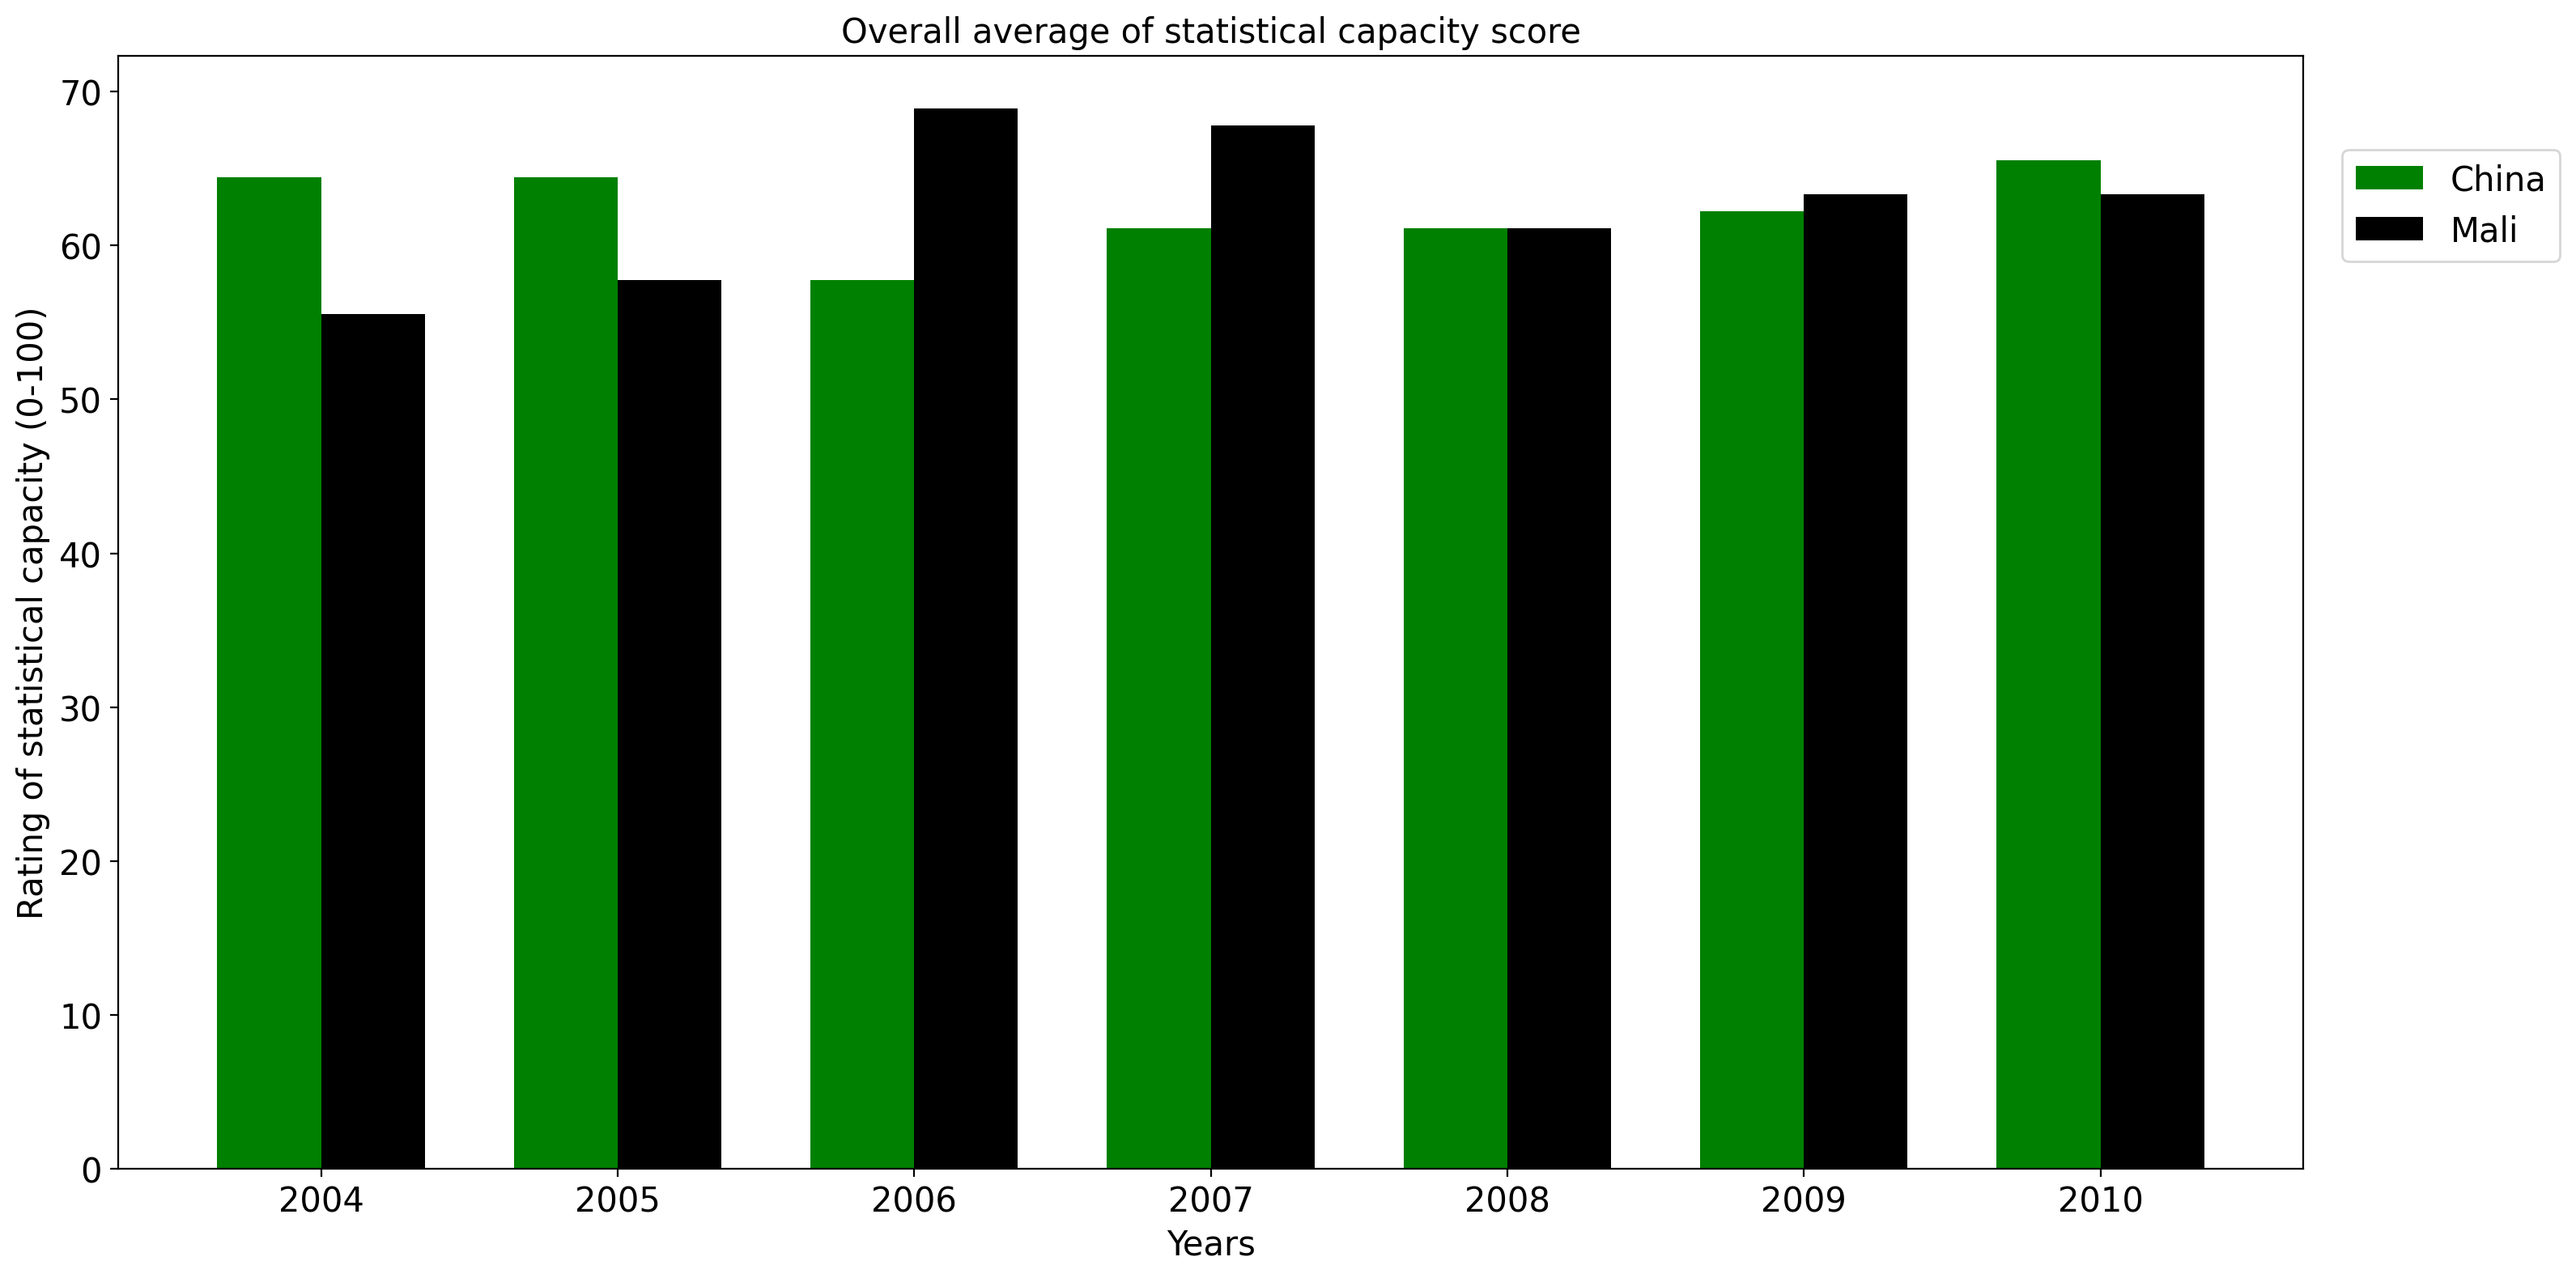 Overall average of statistical capacity score
Rating of statistical capacity (0-100)
70
60
50
40
30
20
10
0
China
Mali
2004 2005 2006 2007 2008 2009 2010
Years